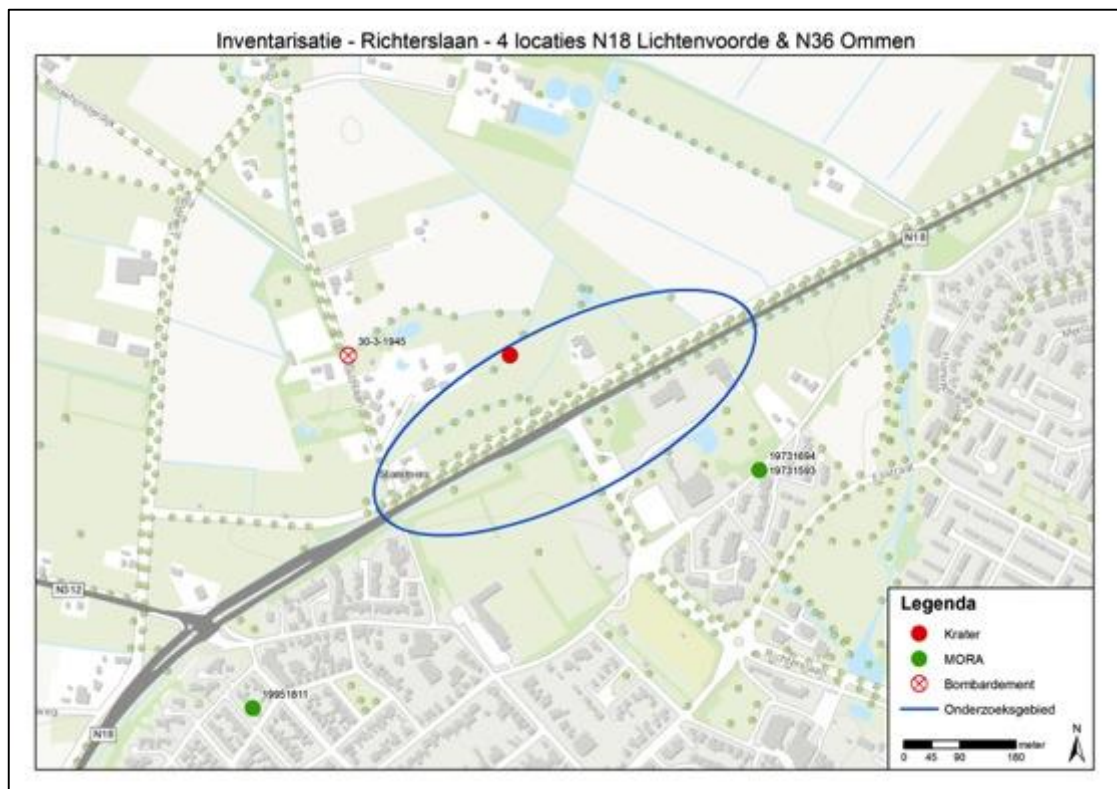 Inventarisatie - Richterslaan - 4 locaties N18 Lichtenvoorde & N36 Ommen
N18
30-3-1945
19731694
19731593
N312
19951811
N18
Richterslaan
Legenda
Krater
MORA
Bombardement
Onderzoeksgebied
N
meter
0 45 90 180